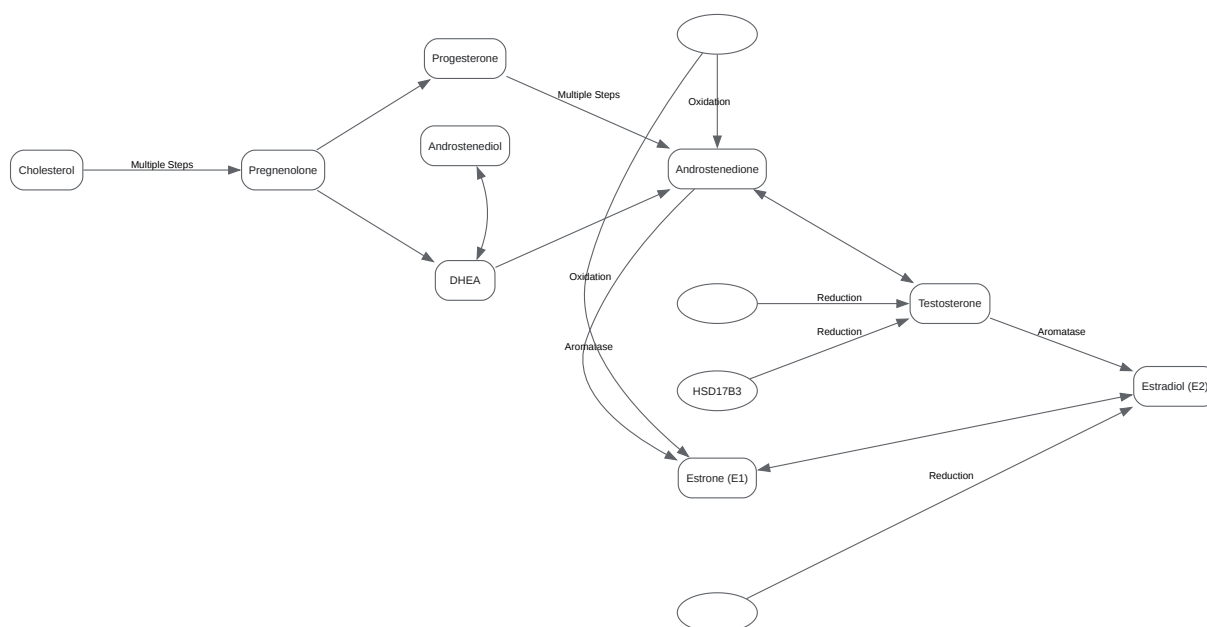 Progesterone
Multiple Steps
Oxidation
Androstenediol
Cholesterol
Multiple Steps
Pregnenolone
Androstenedione
DHEA
Oxidation
Reduction
Testosterone
Reduction
Aromatase
Aromatase
HSD17B3
Estradiol (E2)
Estrone (E1)
Reduction